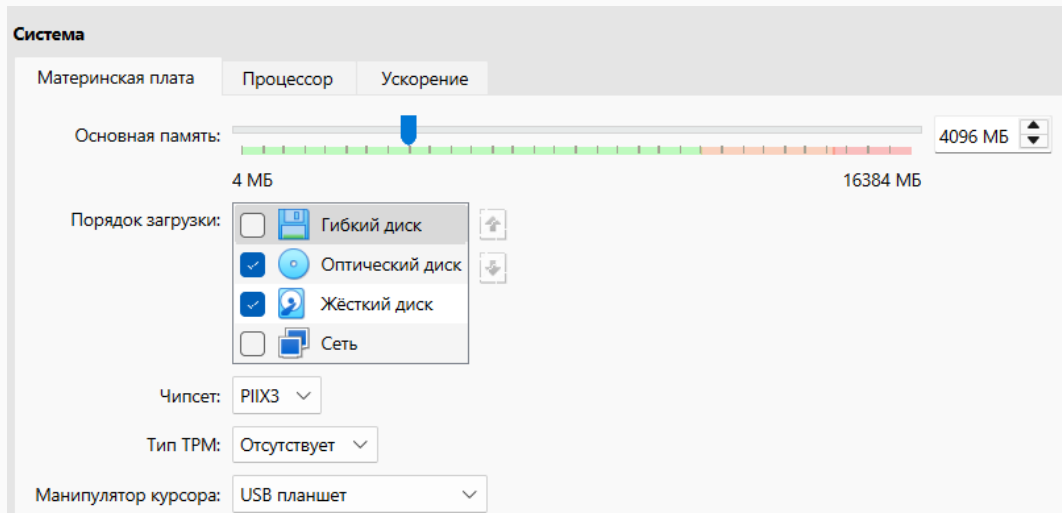 Система
Материнская плата Процессор Ускорение
Основная память: 4096 МБ
4 МБ 16384 МБ
Порядок загрузки: Гибкий диск
Оптический диск
Жёсткий диск
Сеть
Чипсет: PIIX3
Тип TPM: Отсутствует
Манипулятор курсора: USB планшет